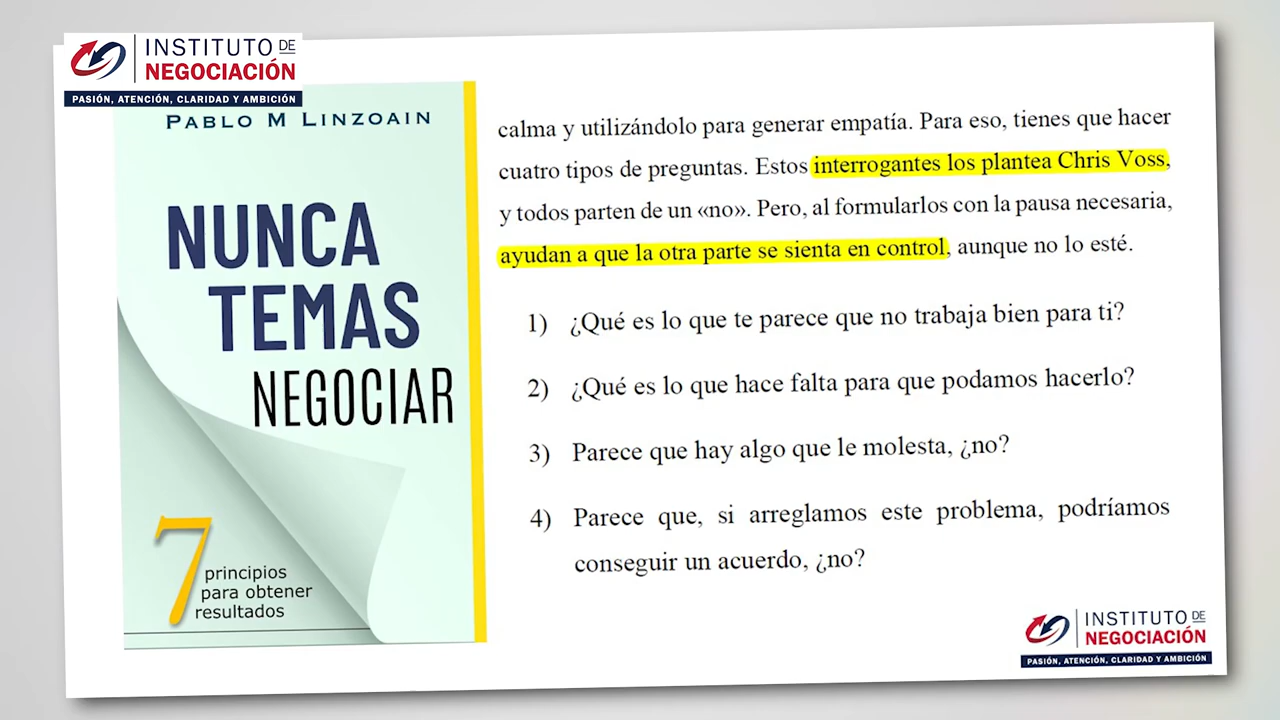 INSTITUTO DE
NEGOCIACIÓN
PASIÓN, ATENCIÓN, CLARIDAD Y AMBICIÓN
PABLO M LINZOAIN
NUNCA
TEMAS
NEGOCIAR
7 principios
para obtener
resultados
calma y utilizándolo para generar empatía. Para eso, tienes que hacer
cuatro tipos de preguntas. Estos interrogantes los plantea Chris Voss,
y todos parten de un «no». Pero, al formularlos con la pausa necesaria,
ayudan a que la otra parte se sienta en control, aunque no lo esté.
1) ¿Qué es lo que te parece que no trabaja bien para ti?
2) ¿Qué es lo que hace falta para que podamos hacerlo?
3) Parece que hay algo que le molesta, ¿no?
4) Parece que, si arreglamos este problema, podríamos
conseguir un acuerdo, ¿no?
INSTITUTO DE
NEGOCIACIÓN
PASIÓN, ATENCIÓN, CLARIDAD Y AMBICIÓN